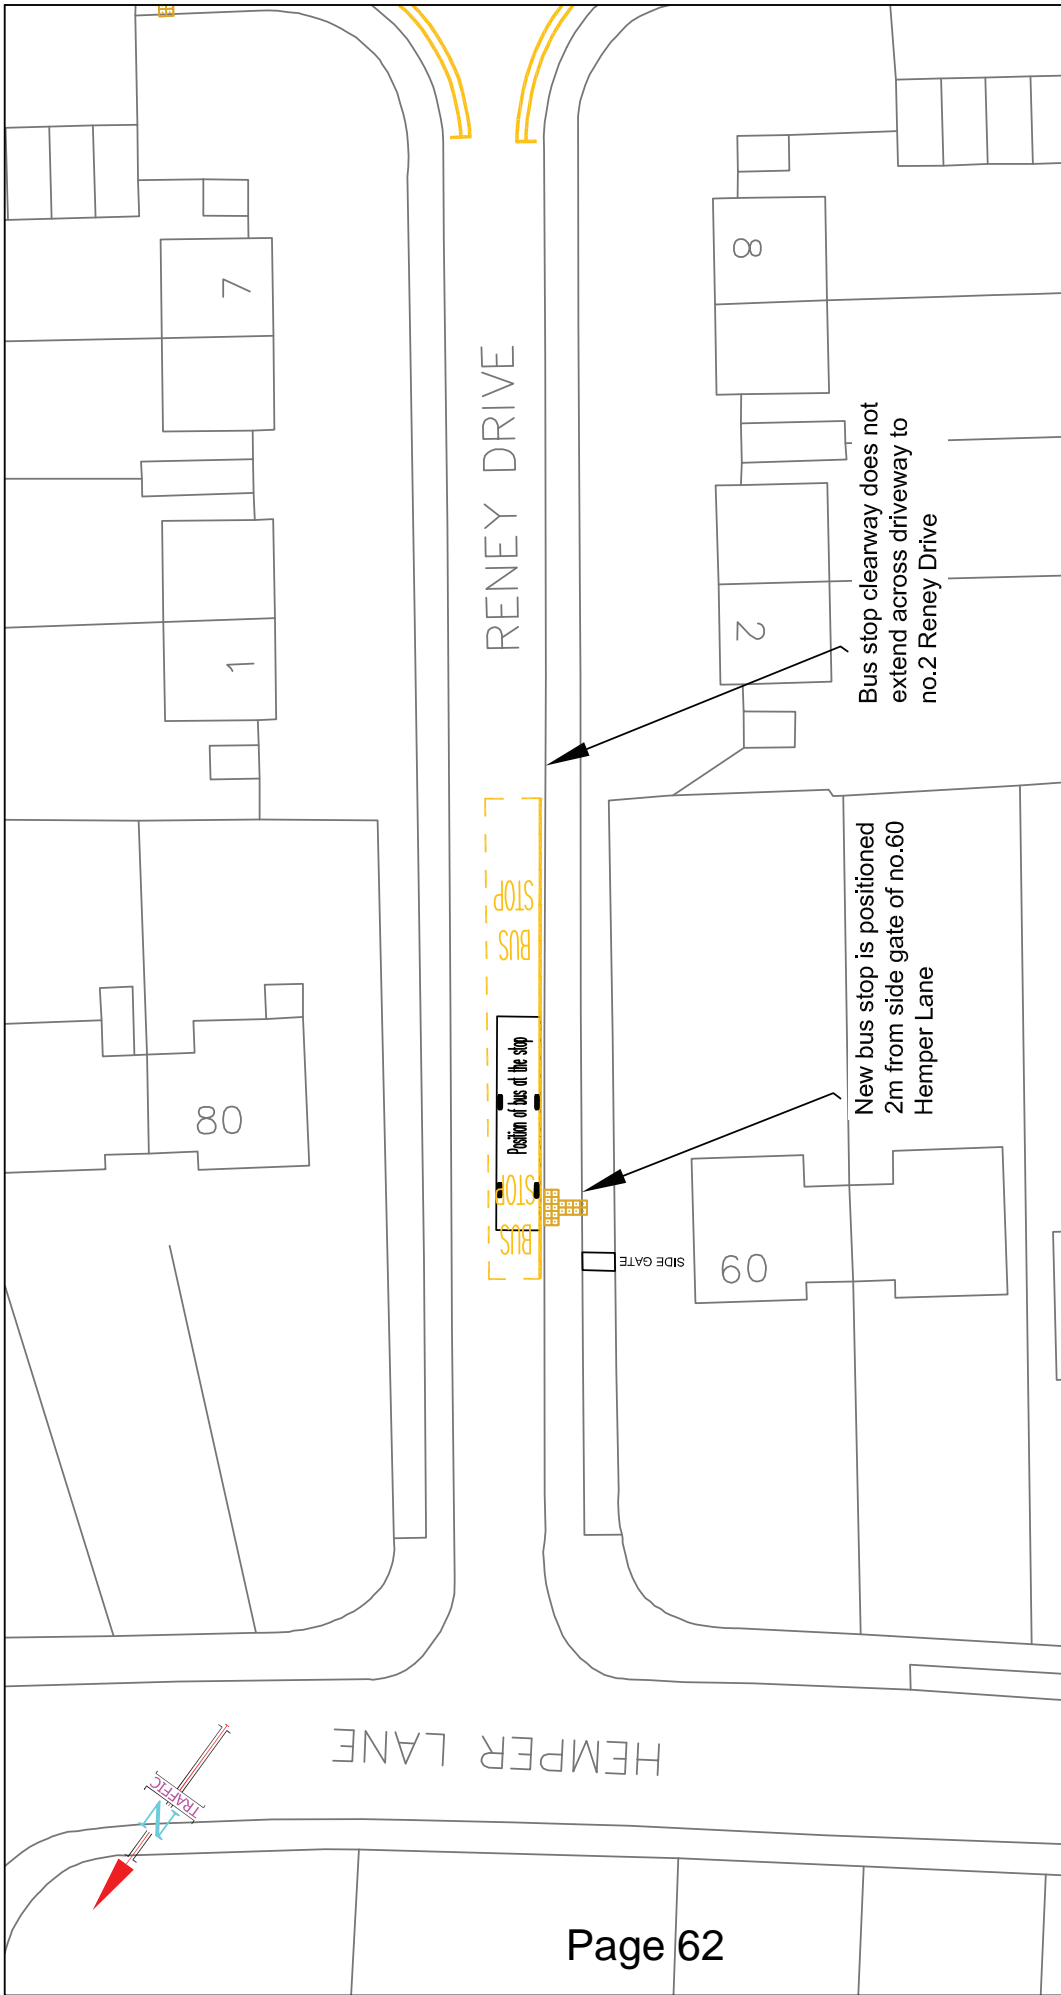 7
8
RENEY DRIVE
1
2
Bus stop clearway does not
extend across driveway to
no.2 Reney Drive
BUS
STOP
Position of bus at the stop
BUS
STOP
New bus stop is positioned
2m from side gate of no.60
Hemper Lane
80
60
SIDE GATE
HEMPER LANE
N
TRAFFIC
Page 62